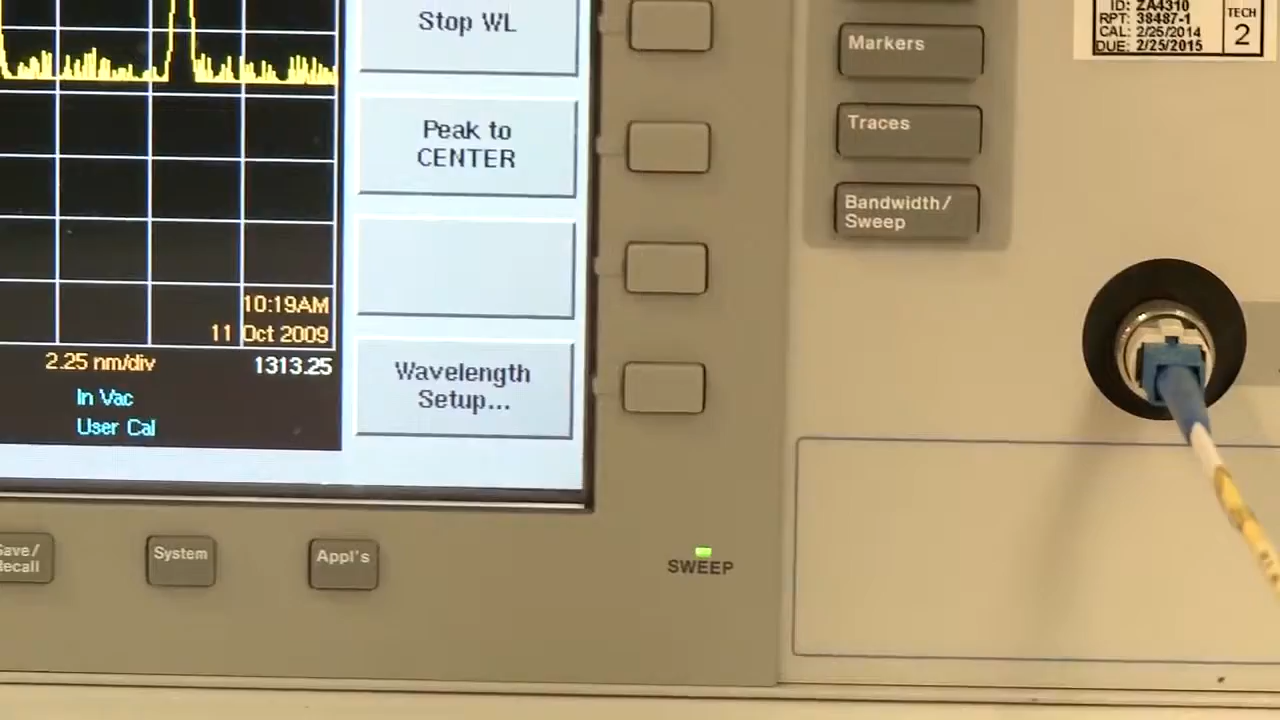 Stop WL
Peak to
CENTER
Wavelength
Setup...
10:19AM
11 Oct 2009
2.25 nm/div
1313.25
In Vac
User Cal
Save/
Recall
System
Appl's
SWEEP
Markers
Traces
Bandwidth/
Sweep
ID: ZA4310
RPT: 38487-1
CAL: 2/25/2014
DUE: 2/25/2015
TECH
2